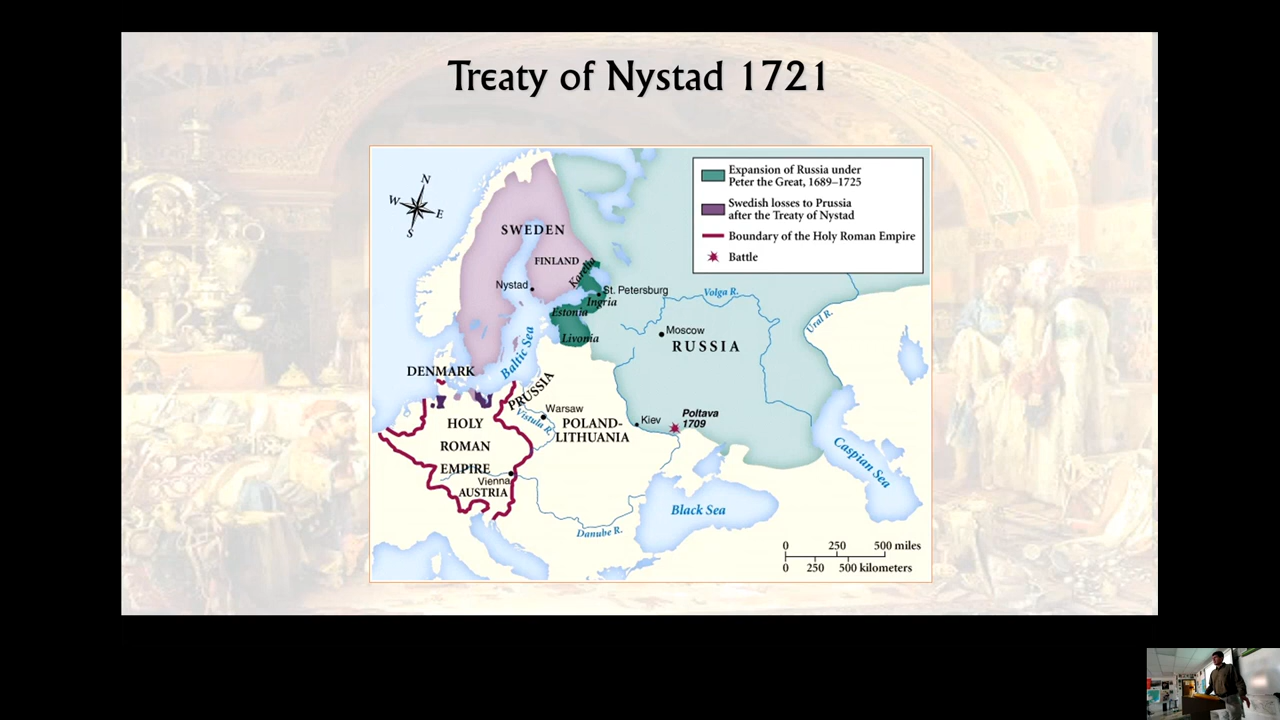 Treaty of Nystad 1721
N
W
E
S
Expansion of Russia under
Peter the Great, 1689–1725
Swedish losses to Prussia
after the Treaty of Nystad
Boundary of the Holy Roman Empire
Battle
SWEDEN
FINLAND
Karelia
Nystad
St. Petersburg
Ingria
Estonia
Livonia
Volga R.
Ural R.
Moscow
RUSSIA
Baltic Sea
DENMARK
PRUSSIA
Warsaw
Vistula R.
POLAND-
LITHUANIA
Kiev
Poltava
1709
HOLY
ROMAN
EMPIRE
Vienna
AUSTRIA
Caspian Sea
Black Sea
Danube R.
0 250 500 miles
0 250 500 kilometers